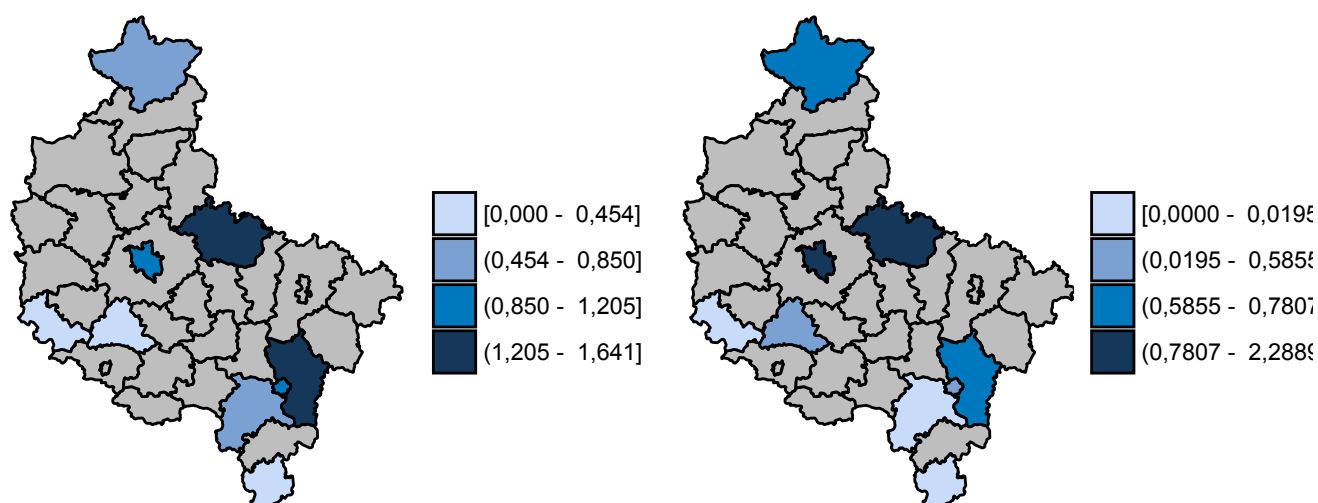 [0,000 - 0,454]
(0,454 - 0,850]
(0,850 - 1,205]
(1,205 - 1,641]
[0,0000 - 0,0195
(0,0195 - 0,5855
(0,5855 - 0,7807
(0,7807 - 2,2889